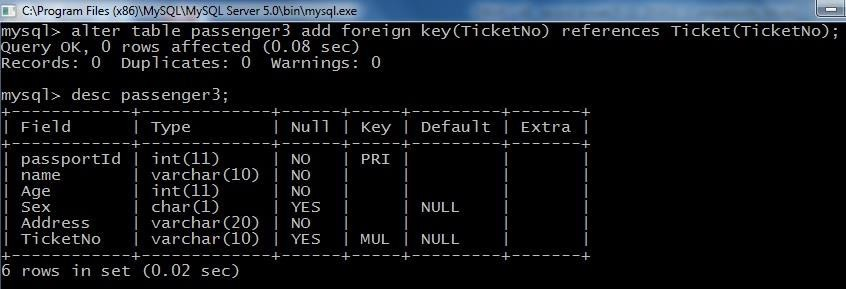 C:\Program Files (x86)\MySQL\MySQL Server 5.0\bin\mysql.exe
mysql> alter table passenger3 add foreign key(TicketNo) references Ticket(TicketNo);
Query OK, 0 rows affected (0.08 sec)
Records: 0  Duplicates: 0  Warnings: 0
mysql> desc passenger3;
+------------+-------------+------+-----+---------+-------+
| Field      | Type        | Null | Key | Default | Extra |
+------------+-------------+------+-----+---------+-------+
| passportId | int(11)     | NO   | PRI |         |       |
| name       | varchar(10) | NO   |     |         |       |
| Age        | int(11)     | NO   |     |         |       |
| Sex        | char(1)     | YES  |     | NULL    |       |
| Address    | varchar(20) | NO   |     |         |       |
| TicketNo   | varchar(10) | YES  | MUL | NULL    |       |
+------------+-------------+------+-----+---------+-------+
6 rows in set (0.02 sec)